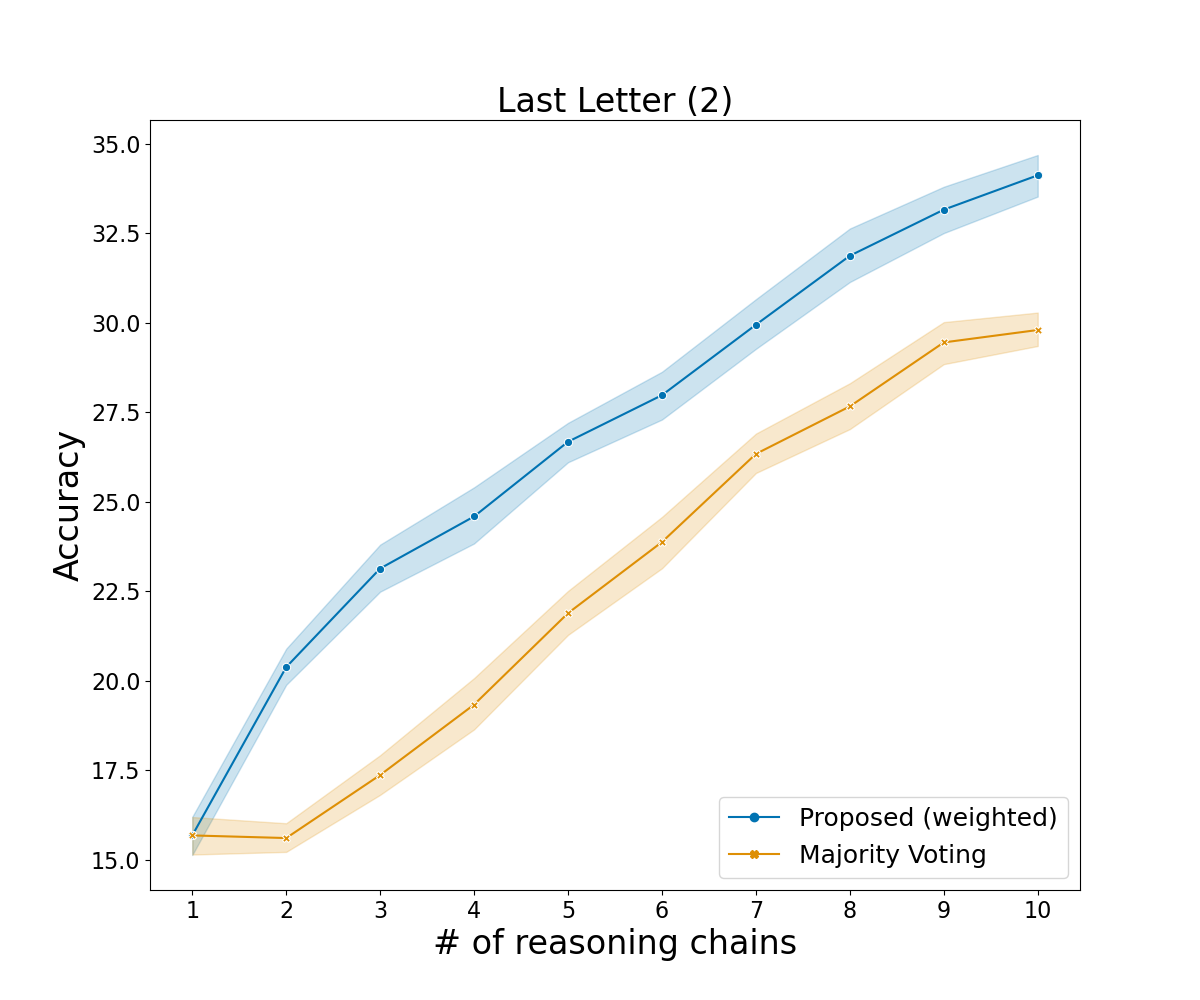 Last Letter (2)
35.0
32.5
30.0
27.5
25.0
22.5
20.0
17.5
15.0
Accuracy
Proposed (weighted)
Majority Voting
1 2 3 4 5 6 7 8 9 10
# of reasoning chains